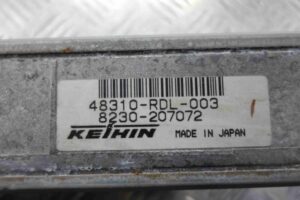 48310-RDL-003
8230-207072
KEIHIN MADE IN JAPAN